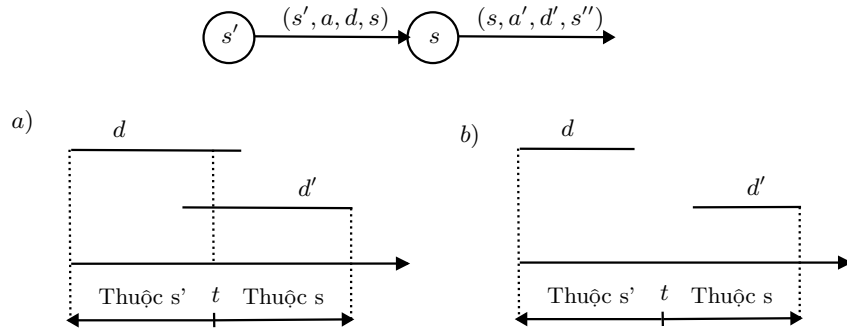 s′ (s′, a, d, s) s (s, a′, d′, s′′)
a) d
d′
Thuộc s’ t Thuộc s
b) d
d′
Thuộc s’ t Thuộc s